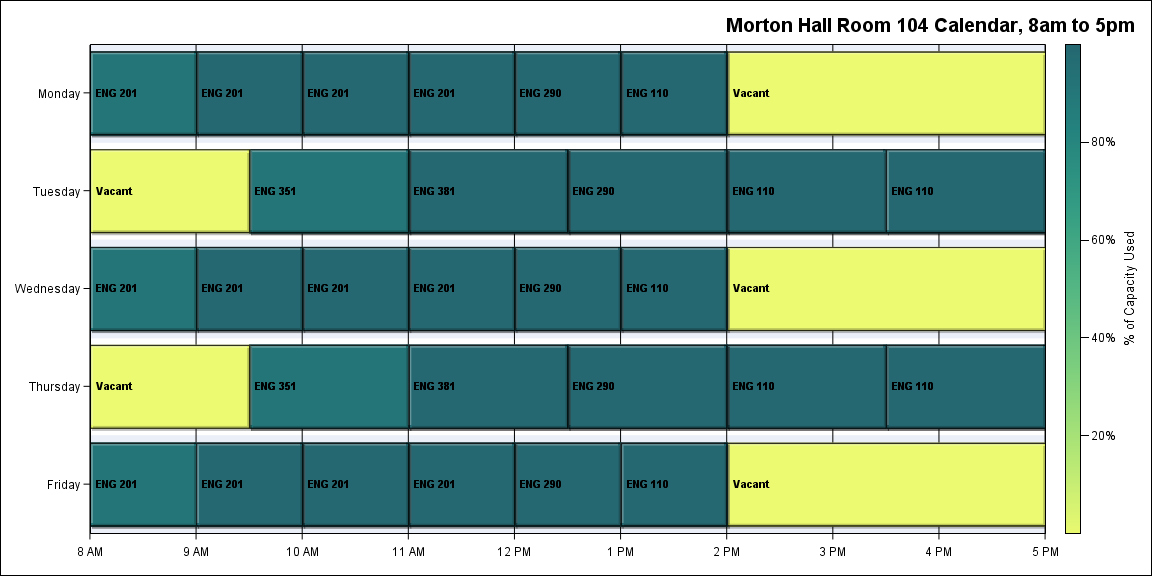 Morton Hall Room 104 Calendar, 8am to 5pm
Monday
ENG 201
ENG 201
ENG 201
ENG 201
ENG 290
ENG 110
Vacant
Tuesday
Vacant
ENG 351
ENG 381
ENG 290
ENG 110
ENG 110
Wednesday
ENG 201
ENG 201
ENG 201
ENG 201
ENG 290
ENG 110
Vacant
Thursday
Vacant
ENG 351
ENG 381
ENG 290
ENG 110
ENG 110
Friday
ENG 201
ENG 201
ENG 201
ENG 201
ENG 290
ENG 110
Vacant
8 AM
9 AM
10 AM
11 AM
12 PM
1 PM
2 PM
3 PM
4 PM
5 PM
80%
60%
40%
20%
% of Capacity Used